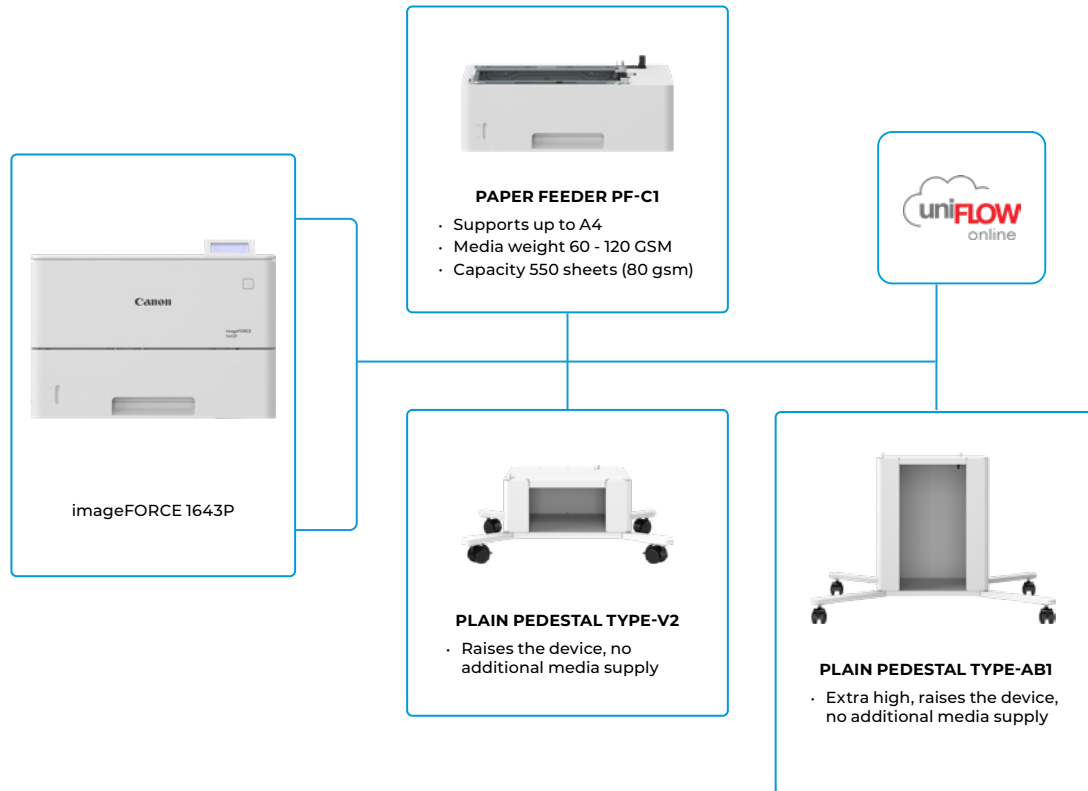 PAPER FEEDER PF-C1
· Supports up to A4
· Media weight 60 - 120 GSM
· Capacity 550 sheets (80 gsm)
uniFLOW
online
Canon
imageFORCE
1643P
imageFORCE 1643P
PLAIN PEDESTAL TYPE-V2
· Raises the device, no
additional media supply
PLAIN PEDESTAL TYPE-AB1
· Extra high, raises the device,
no additional media supply